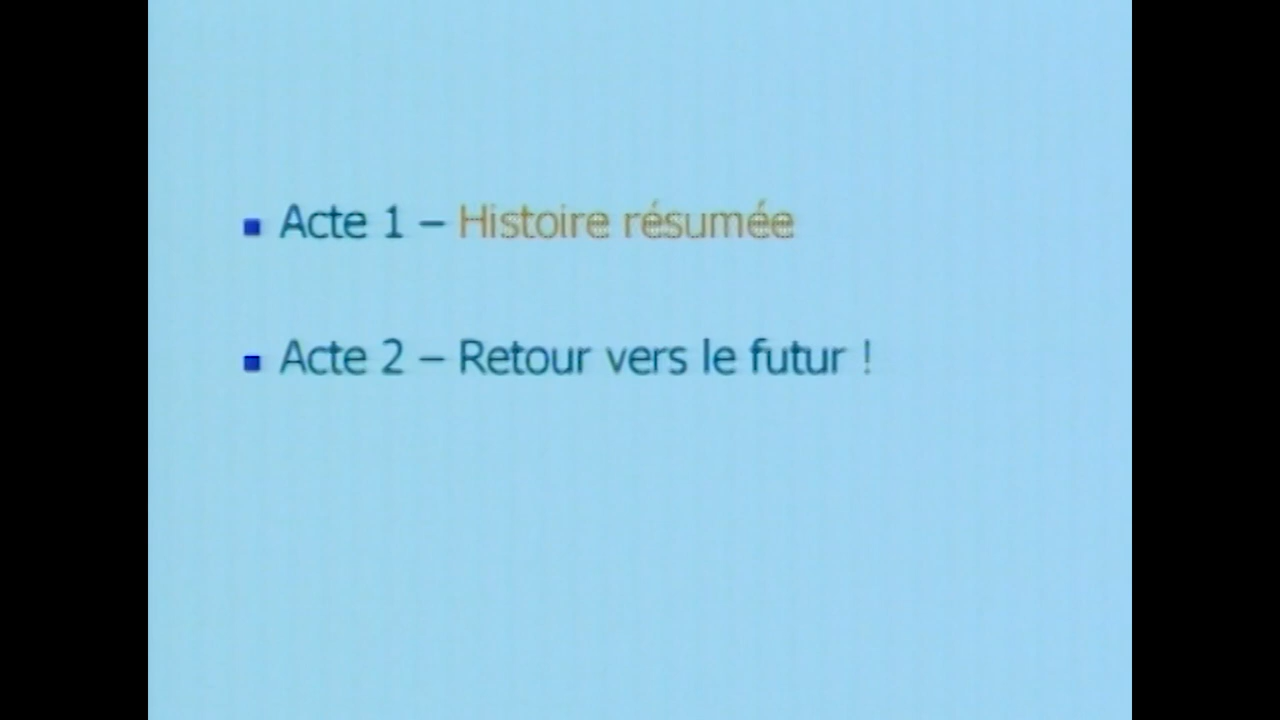 Acte 1 – Histoire résumée
Acte 2 – Retour vers le futur !